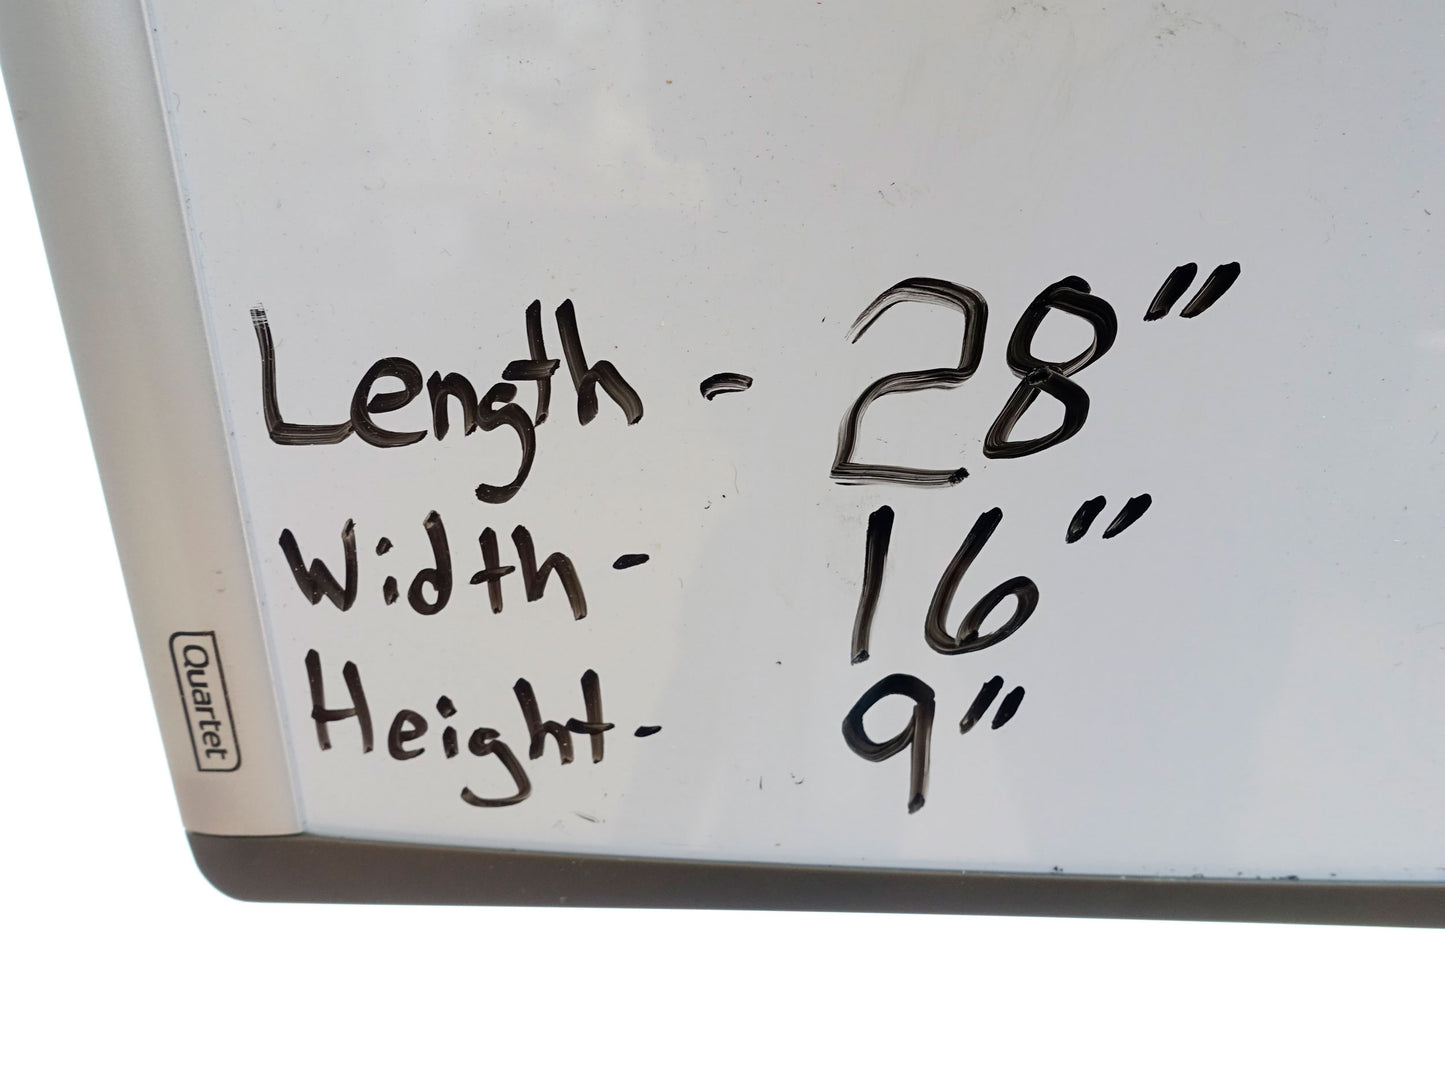 Length - 28"
Width - 16"
Height - 9"
Quartet